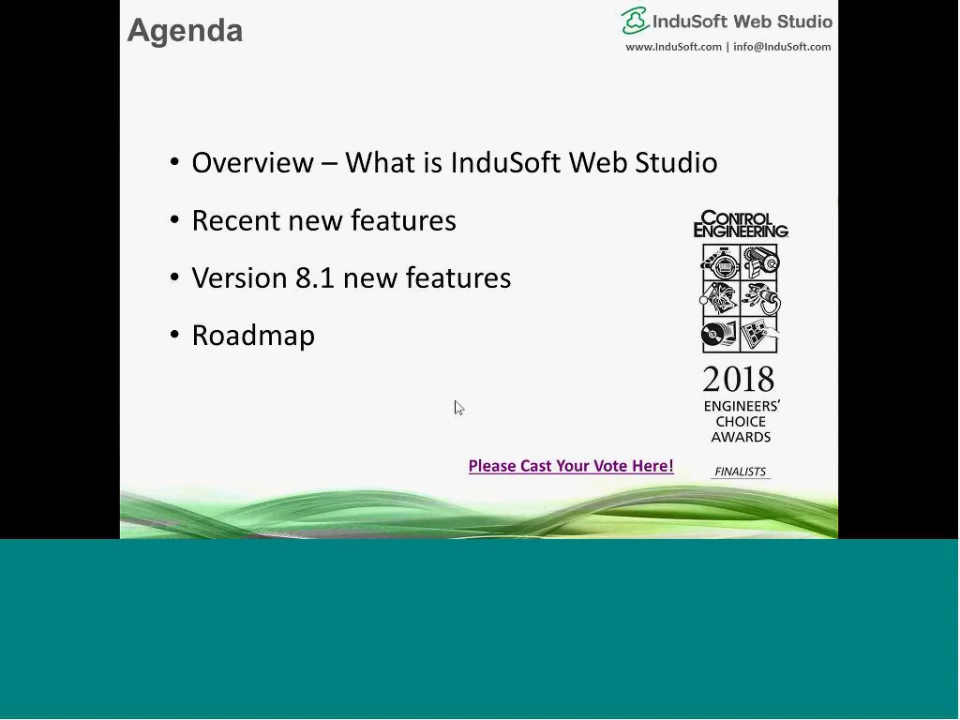 Agenda
InduSoft Web Studio
www.InduSoft.com | info@InduSoft.com
• Overview – What is InduSoft Web Studio
• Recent new features
• Version 8.1 new features
• Roadmap
CONTROL
ENGINEERING
2018
ENGINEERS'
CHOICE
AWARDS
FINALISTS
Please Cast Your Vote Here!